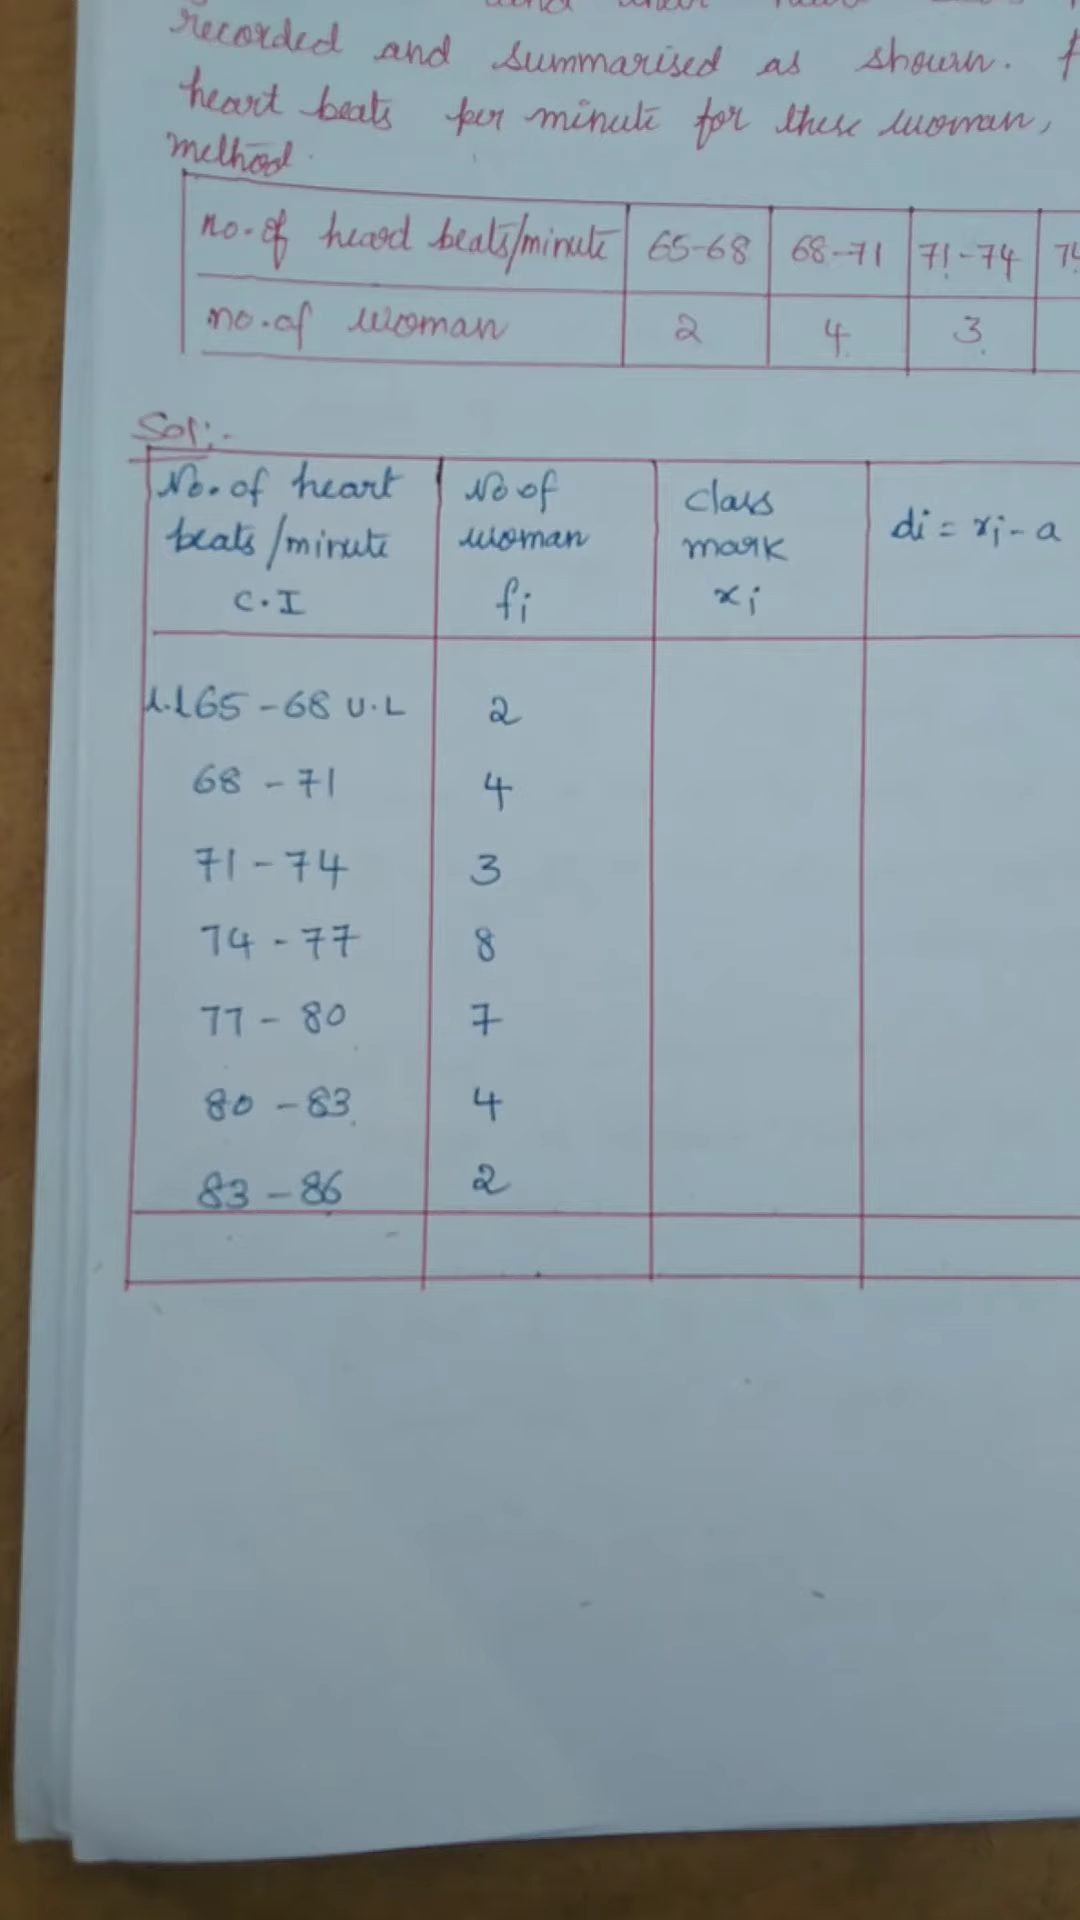 recorded and summarised as shown.
heart beats per minute for these woman,
method.
no.of heard beats/minute 65-68 68-71 71-74
no.of woman 2 4 3
Sol:-
No. of heart beats/minute C.I
No of woman fi
class mark xi
di = xi - a
L.L65-68 U.L 2
68-71 4
71-74 3
74-77 8
77-80 7
80-83 4
83-86 2